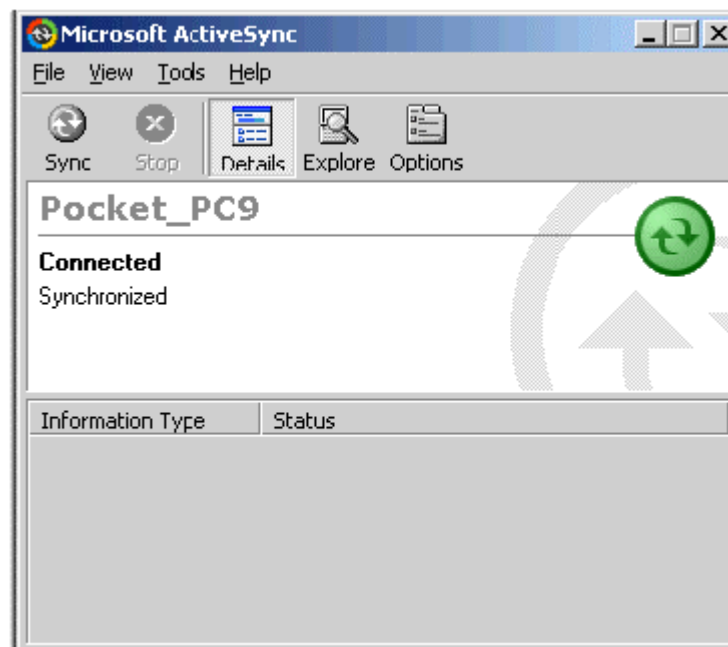 Microsoft ActiveSync
File View Tools Help
Sync Stop Details Explore Options
Pocket_PC9
Connected
Synchronized
Information Type Status